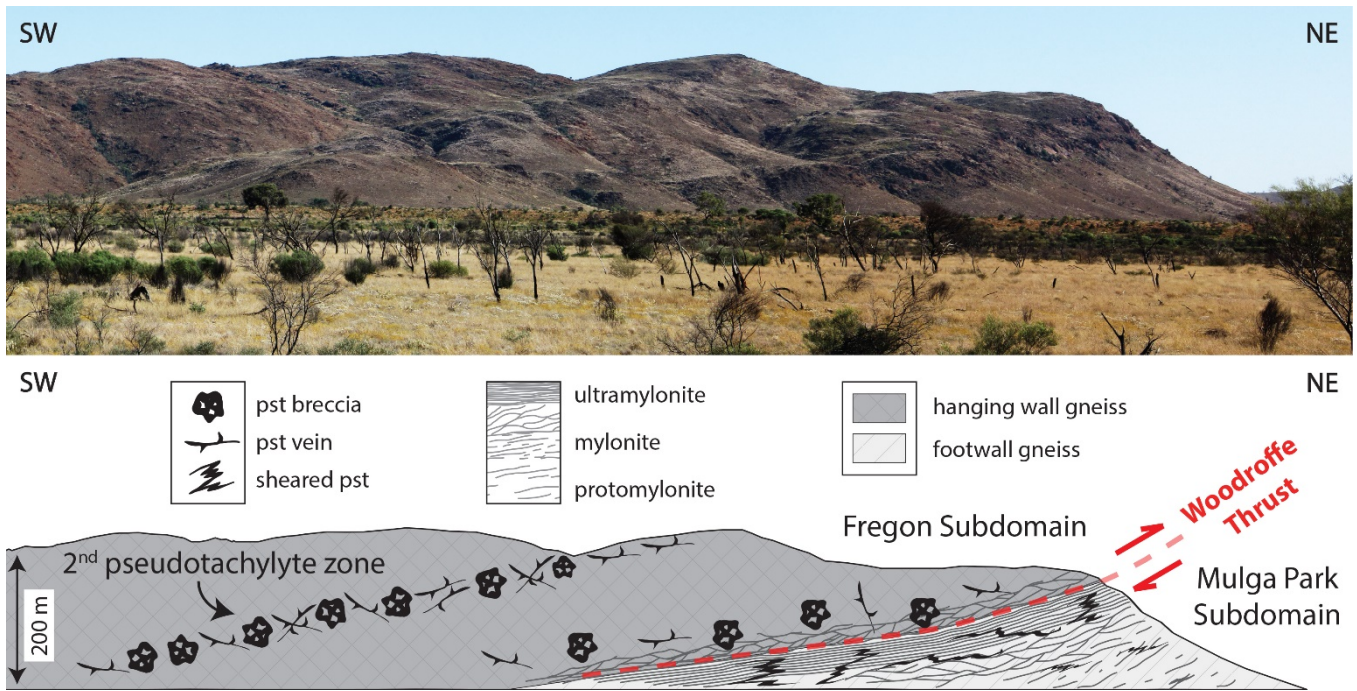 SW NE
SW NE
pst breccia
pst vein
sheared pst
ultramylonite
mylonite
protomylonite
hanging wall gneiss
footwall gneiss
Woodroffe
Thrust
Fregon Subdomain
Mulga Park
Subdomain
2nd pseudotachylyte zone
200 m